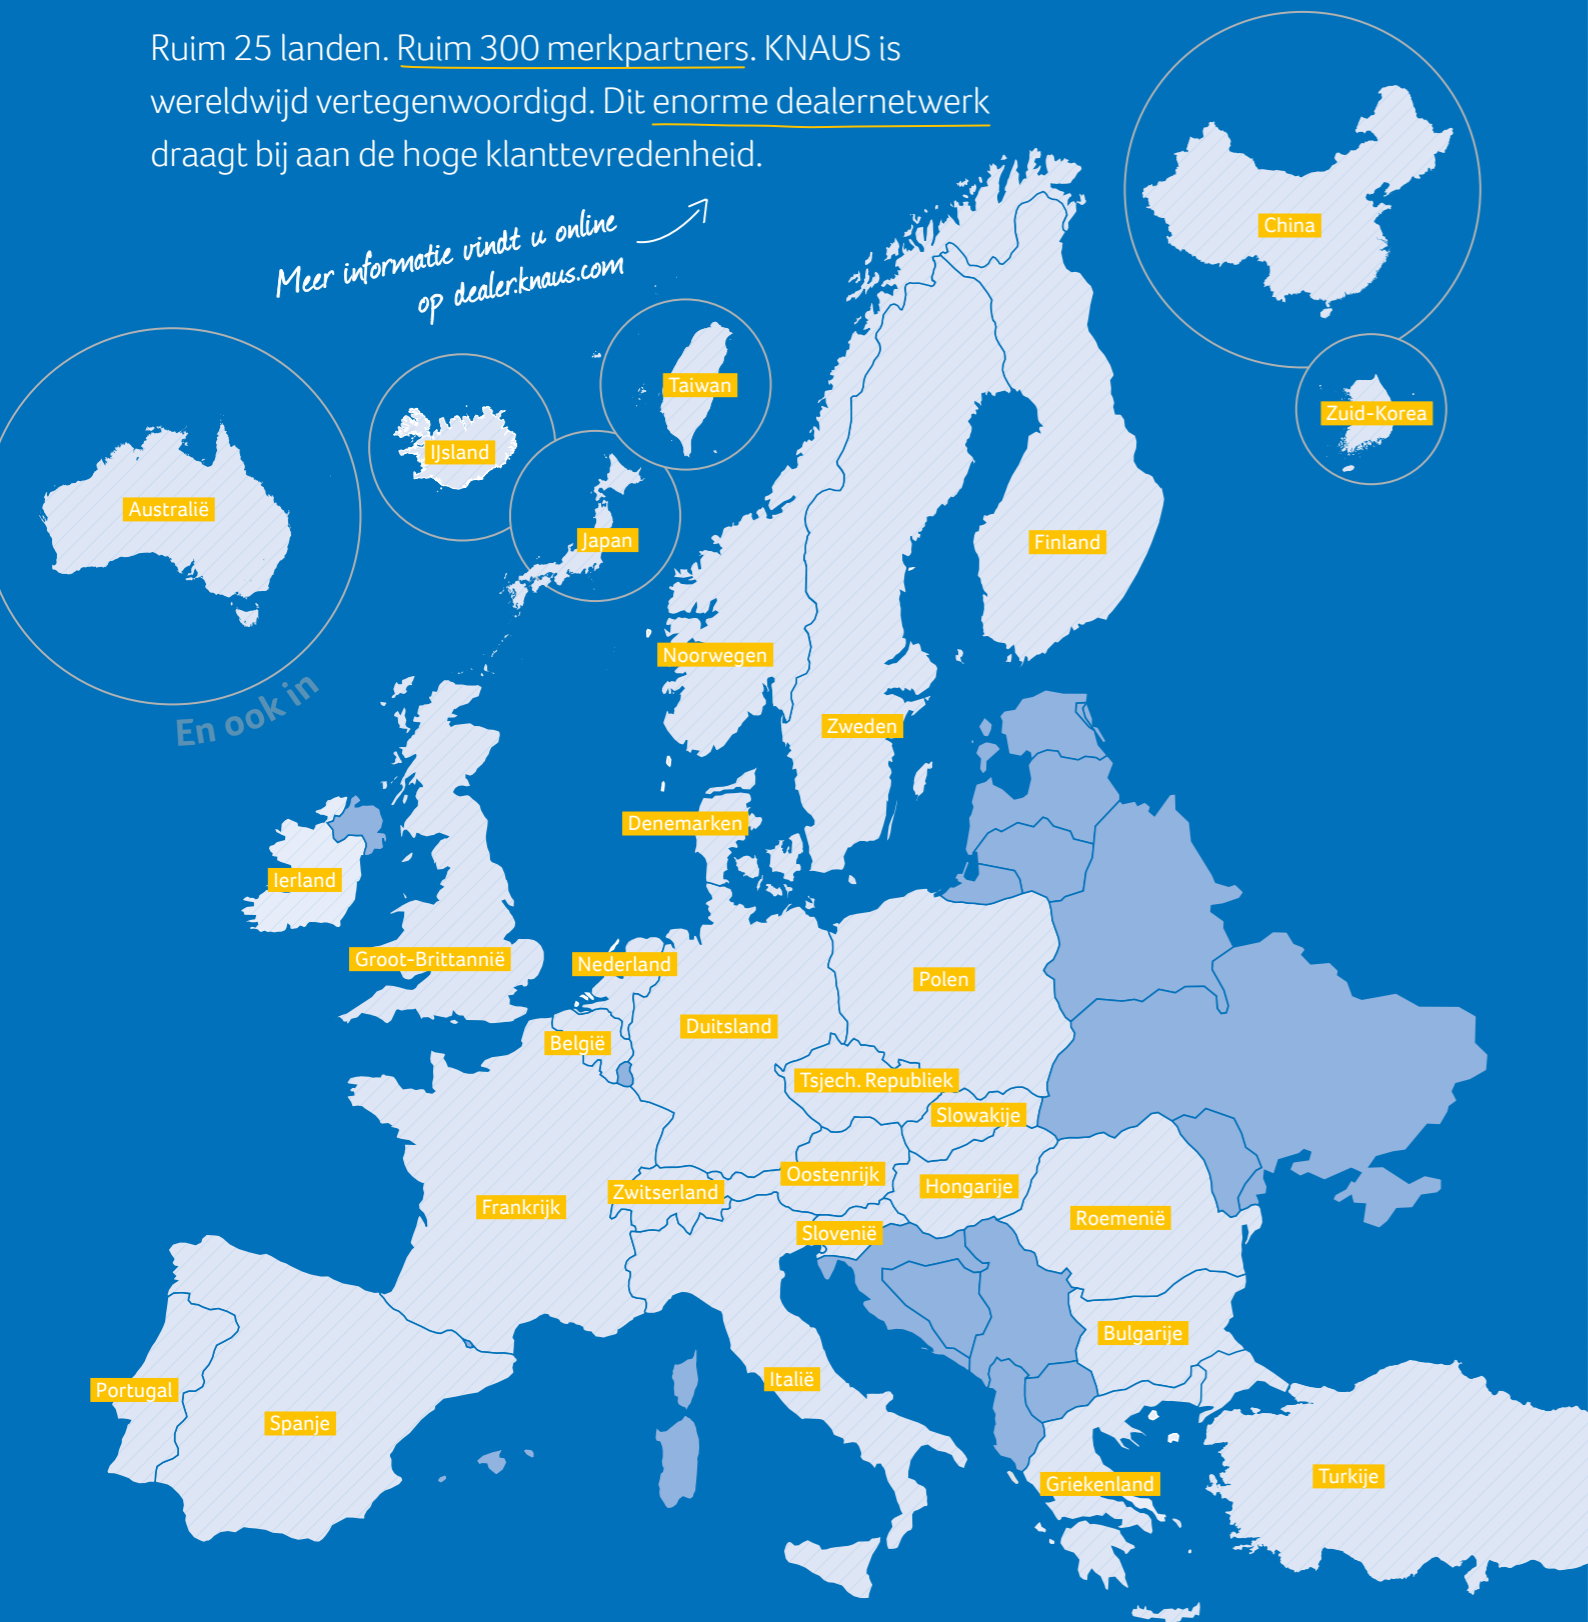 Ruim 25 landen. Ruim 300 merkpartners. KNAUS is
wereldwijd vertegenwoordigd. Dit enorme dealernetwerk
draagt bij aan de hoge klanttevredenheid.
Meer informatie vindt u online
op dealer.knaus.com
China
Taiwan
Zuid-Korea
IJsland
Australië
Japan
Finland
Noorwegen
En ook in
Zweden
Denemarken
Ierland
Groot-Brittannië
Nederland
Polen
Duitsland
België
Tsjech. Republiek
Slowakije
Oostenrijk
Hongarije
Zwitserland
Frankrijk
Roemenië
Slovenië
Bulgarije
Italië
Portugal
Spanje
Turkije
Griekenland